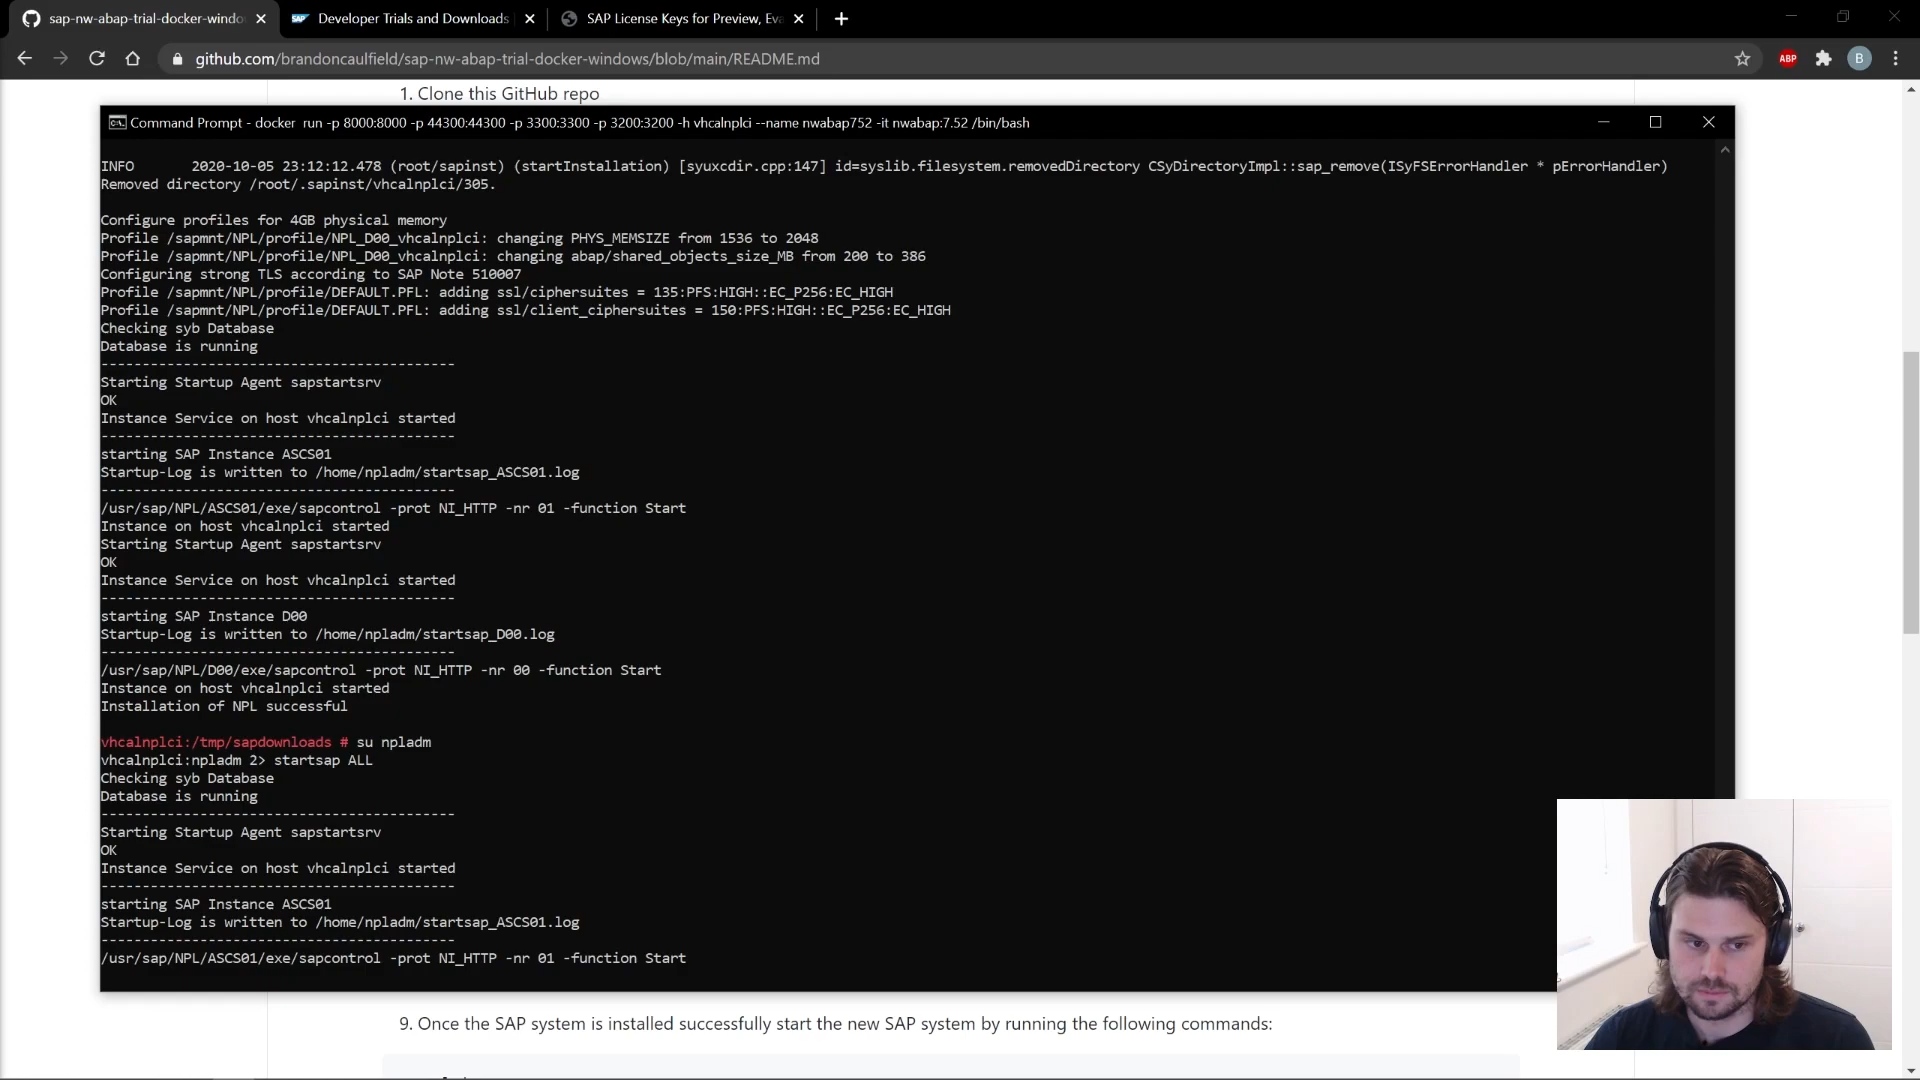 sap-nw-abap-trial-docker-windo
Developer Trials and Downloads
SAP License Keys for Preview, Eva
github.com/brandoncaulfield/sap-nw-abap-trial-docker-windows/blob/main/README.md
ABP
B
1. Clone this GitHub repo
Command Prompt - docker  run -p 8000:8000 -p 44300:44300 -p 3300:3300 -p 3200:3200 -h vhcalnplci --name nwabap752 -it nwabap:7.52 /bin/bash
INFO       2020-10-05 23:12:12.478 (root/sapinst) (startInstallation) [syuxcdir.cpp:147] id=syslib.filesystem.removedDirectory CSyDirectoryImpl::sap_remove(ISyFSErrorHandler * pErrorHandler)
Removed directory /root/.sapinst/vhcalnplci/305.
Configure profiles for 4GB physical memory
Profile /sapmnt/NPL/profile/NPL_D00_vhcalnplci: changing PHYS_MEMSIZE from 1536 to 2048
Profile /sapmnt/NPL/profile/NPL_D00_vhcalnplci: changing abap/shared_objects_size_MB from 200 to 386
Configuring strong TLS according to SAP Note 510007
Profile /sapmnt/NPL/profile/DEFAULT.PFL: adding ssl/ciphersuites = 135:PFS:HIGH::EC_P256:EC_HIGH
Profile /sapmnt/NPL/profile/DEFAULT.PFL: adding ssl/client_ciphersuites = 150:PFS:HIGH::EC_P256:EC_HIGH
Checking syb Database
Database is running
-------------------------------------------
Starting Startup Agent sapstartsrv
OK
Instance Service on host vhcalnplci started
-------------------------------------------
starting SAP Instance ASCS01
Startup-Log is written to /home/npladm/startsap_ASCS01.log
-------------------------------------------
/usr/sap/NPL/ASCS01/exe/sapcontrol -prot NI_HTTP -nr 01 -function Start
Instance on host vhcalnplci started
Starting Startup Agent sapstartsrv
OK
Instance Service on host vhcalnplci started
-------------------------------------------
starting SAP Instance D00
Startup-Log is written to /home/npladm/startsap_D00.log
-------------------------------------------
/usr/sap/NPL/D00/exe/sapcontrol -prot NI_HTTP -nr 00 -function Start
Instance on host vhcalnplci started
Installation of NPL successful
vhcalnplci:/tmp/sapdownloads # su npladm
vhcalnplci:npladm 2> startsap ALL
Checking syb Database
Database is running
-------------------------------------------
Starting Startup Agent sapstartsrv
OK
Instance Service on host vhcalnplci started
-------------------------------------------
starting SAP Instance ASCS01
Startup-Log is written to /home/npladm/startsap_ASCS01.log
-------------------------------------------
/usr/sap/NPL/ASCS01/exe/sapcontrol -prot NI_HTTP -nr 01 -function Start
9. Once the SAP system is installed successfully start the new SAP system by running the following commands: